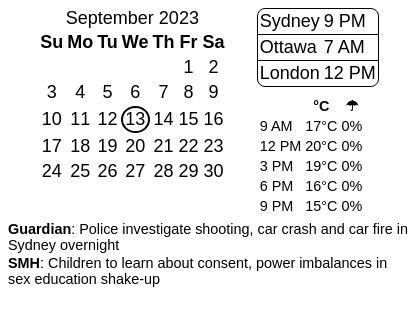 September 2023
Su Mo Tu We Th Fr Sa
1 2
3 4 5 6 7 8 9
10 11 12 13 14 15 16
17 18 19 20 21 22 23
24 25 26 27 28 29 30
Sydney 9 PM
Ottawa 7 AM
London 12 PM
°C ☂
9 AM 17°C 0%
12 PM 20°C 0%
3 PM 19°C 0%
6 PM 16°C 0%
9 PM 15°C 0%
Guardian: Police investigate shooting, car crash and car fire in
Sydney overnight
SMH: Children to learn about consent, power imbalances in
sex education shake-up